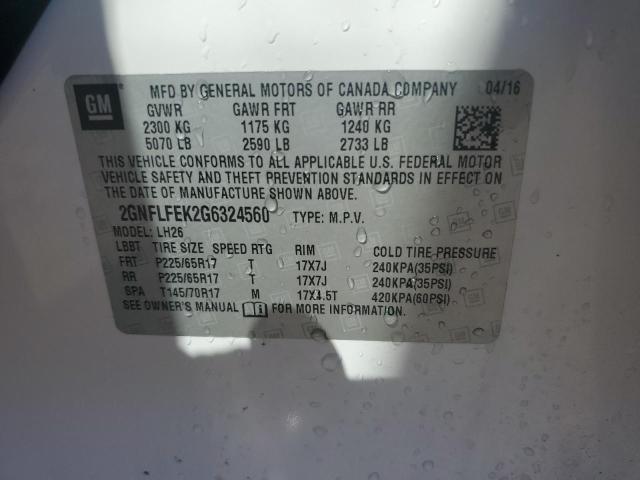 GM
MFD BY GENERAL MOTORS OF CANADA COMPANY 04/16
GVWR GAWR FRT GAWR RR
2300 KG 1175 KG 1240 KG
5070 LB 2590 LB 2733 LB
THIS VEHICLE CONFORMS TO ALL APPLICABLE U.S. FEDERAL MOTOR
VEHICLE SAFETY AND THEFT PREVENTION STANDARDS IN EFFECT ON
THE DATE OF MANUFACTURE SHOWN ABOVE.
2GNFLFEK2G6324560 TYPE: M.P.V.
MODEL: LH26
LBBT TIRE SIZE SPEED RTG RIM COLD TIRE PRESSURE
FRT P225/65R17 T 17X7J 240KPA(35PSI)
RR P225/65R17 T 17X7J 240KPA(35PSI)
SPA T145/70R17 M 17X4.5T 420KPA(60PSI)
SEE OWNER'S MANUAL FOR MORE INFORMATION.